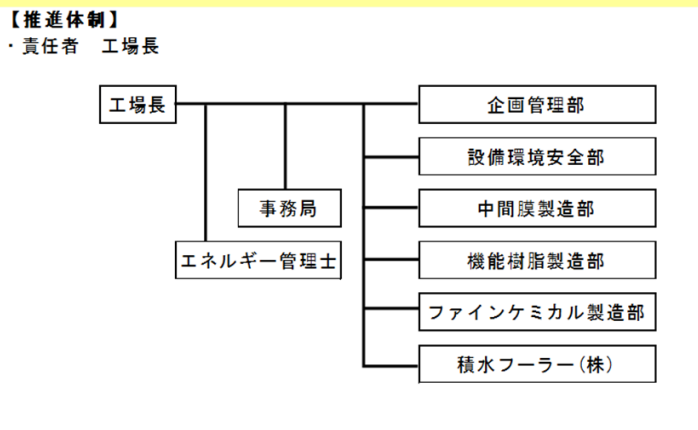 【推進体制】
・責任者　工場長
工場長
企画管理部
設備環境安全部
事務局
中間膜製造部
エネルギー管理士
機能樹脂製造部
ファインケミカル製造部
積水フーラー(株)